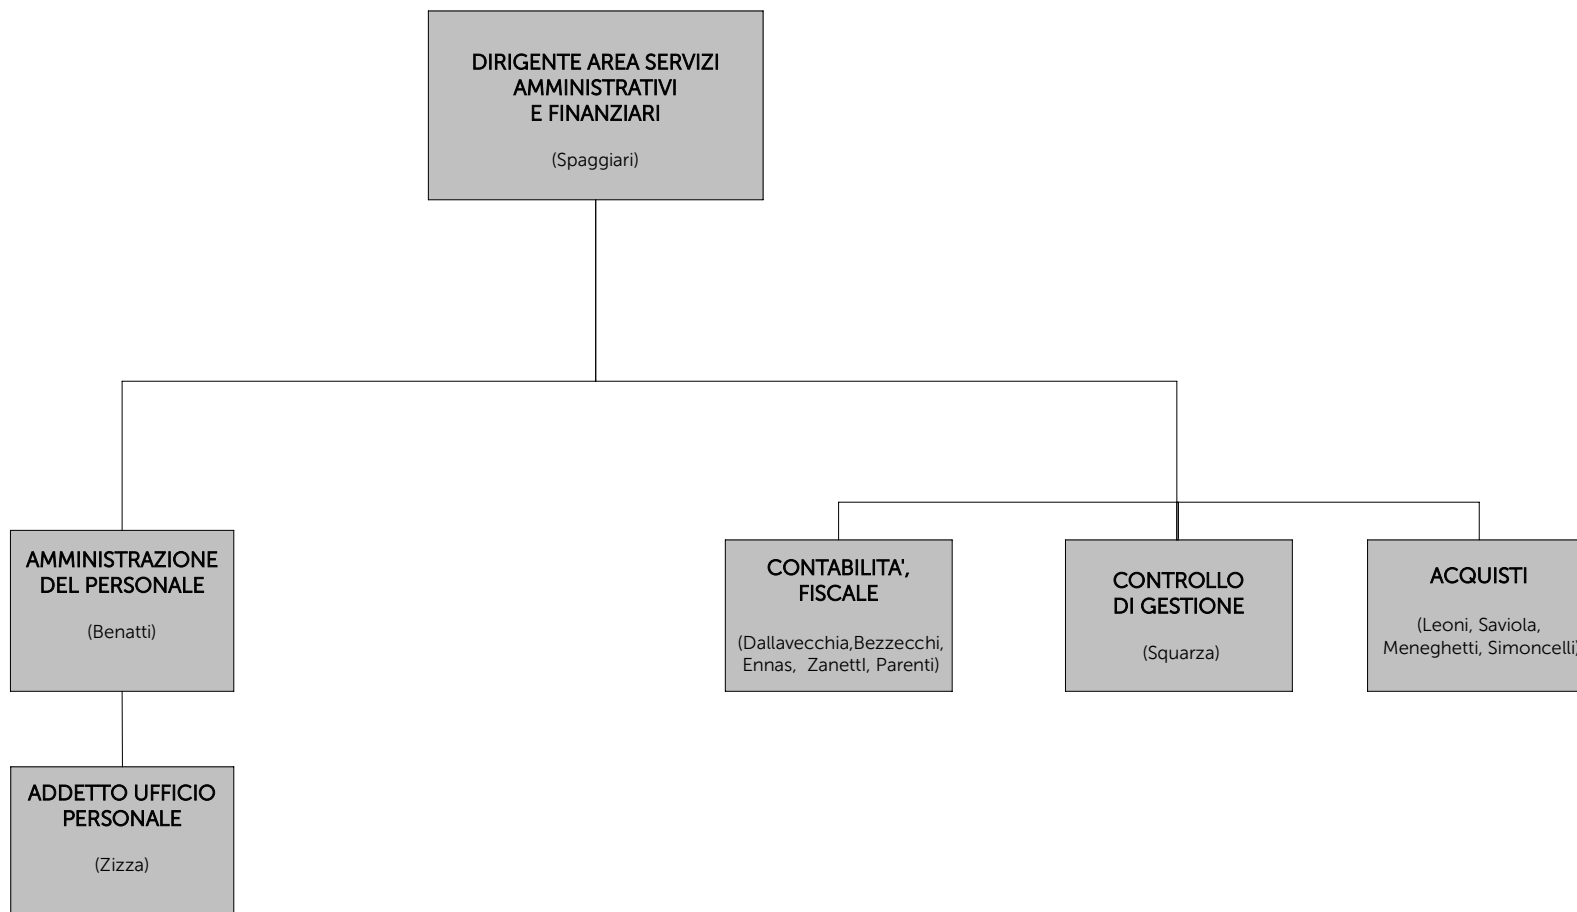 DIRIGENTE AREA SERVIZI
AMMINISTRATIVI
E FINANZIARI
(Spaggiari)
AMMINISTRAZIONE
DEL PERSONALE
(Benatti)
CONTABILITA',
FISCALE
(Dallavecchia,Bezzecchi,
Ennas, ZanettI, Parenti)
CONTROLLO
DI GESTIONE
(Squarza)
ACQUISTI
(Leoni, Saviola,
Meneghetti, Simoncelli)
ADDETTO UFFICIO
PERSONALE
(Zizza)